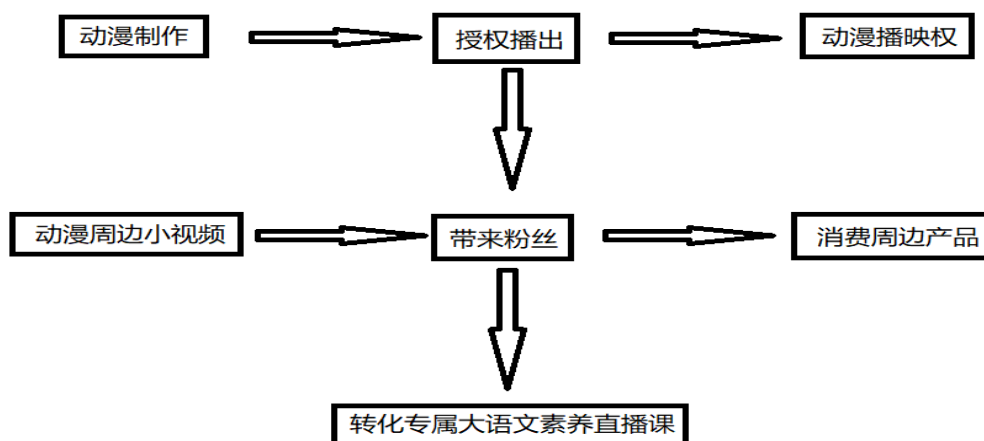 动漫制作
授权播出
动漫播映权
动漫周边小视频
带来粉丝
消费周边产品
转化专属大语文素养直播课